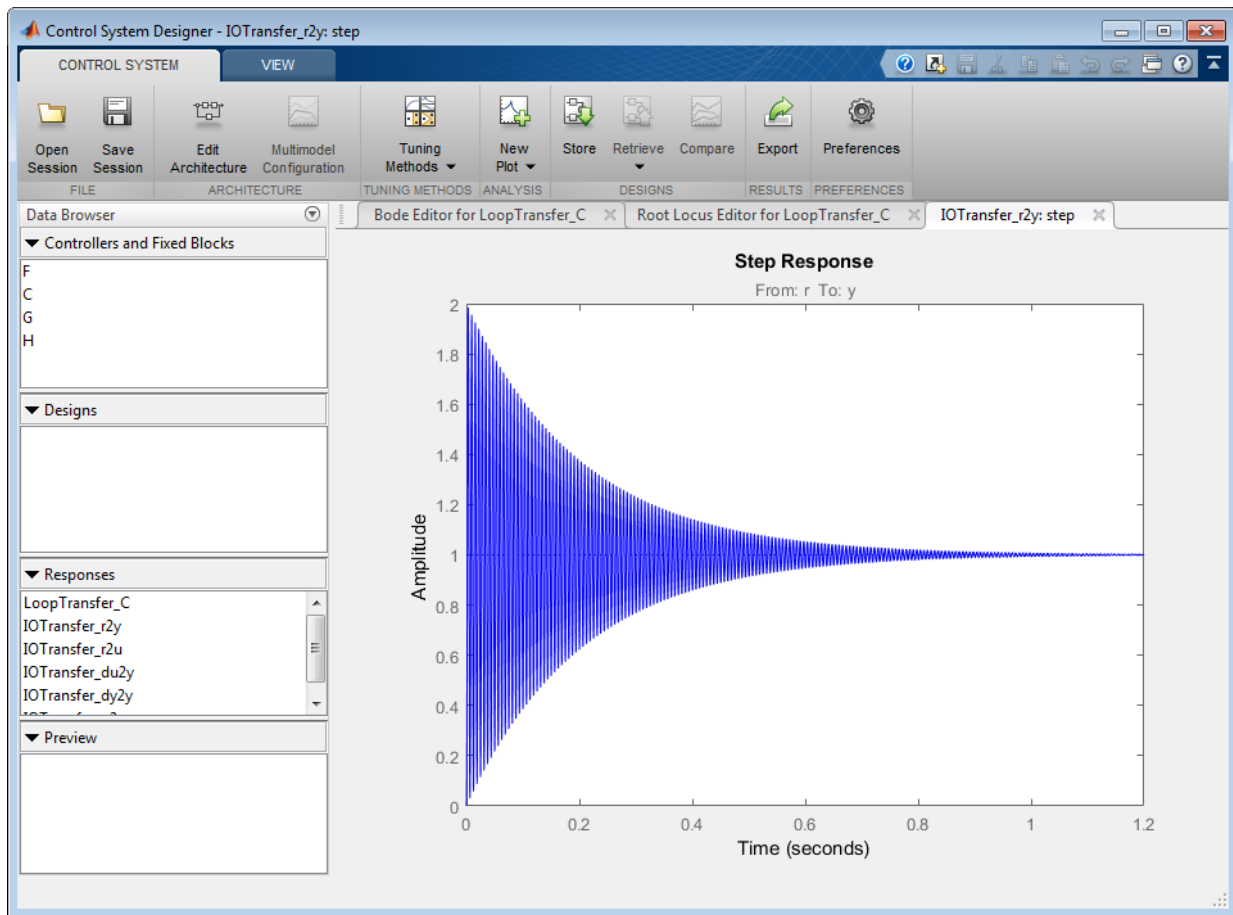 Control System Designer - IOTransfer_r2y: step
CONTROL SYSTEM VIEW
Open Session
Save Session
Edit Architecture
Multimodel Configuration
Tuning Methods
New Plot
Store
Retrieve
Compare
Export
Preferences
FILE ARCHITECTURE TUNING METHODS ANALYSIS DESIGNS RESULTS PREFERENCES
Data Browser
Controllers and Fixed Blocks
F
C
G
H
Designs
Responses
LoopTransfer_C
IOTransfer_r2y
IOTransfer_r2u
IOTransfer_du2y
IOTransfer_dy2y
Preview
Bode Editor for LoopTransfer_C
Root Locus Editor for LoopTransfer_C
IOTransfer_r2y: step
Step Response
From: r To: y
Amplitude
2
1.8
1.6
1.4
1.2
1
0.8
0.6
0.4
0.2
0
0 0.2 0.4 0.6 0.8 1 1.2
Time (seconds)